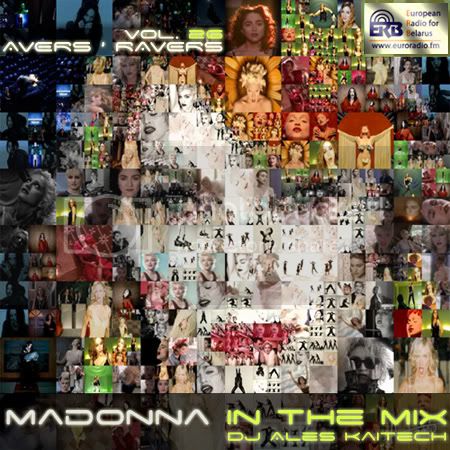 VOL. 26
AVERS ' RAVERS
ERB
European
Radio for
Belarus
www.euroradio.fm
MADONNA IN THE MIX
DJ ALES KAITECH